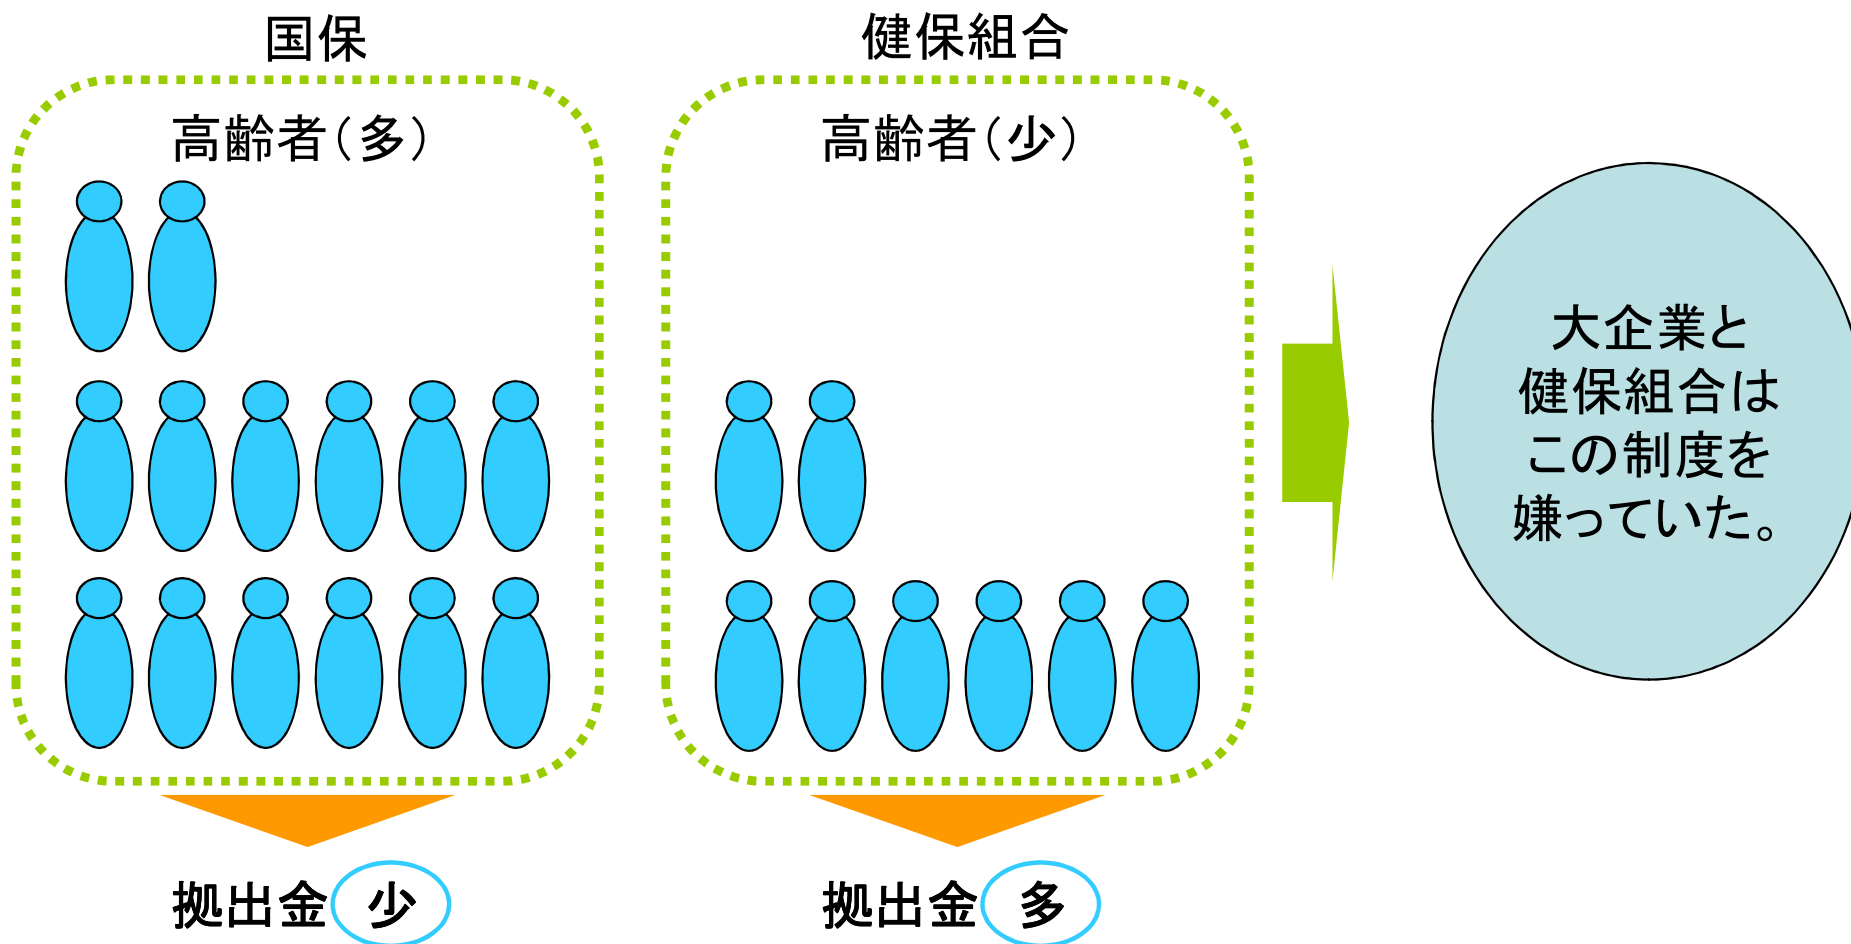 国保
高齢者（多）
拠出金 少
健保組合
高齢者（少）
拠出金 多
大企業と
健保組合は
この制度を
嫌っていた。